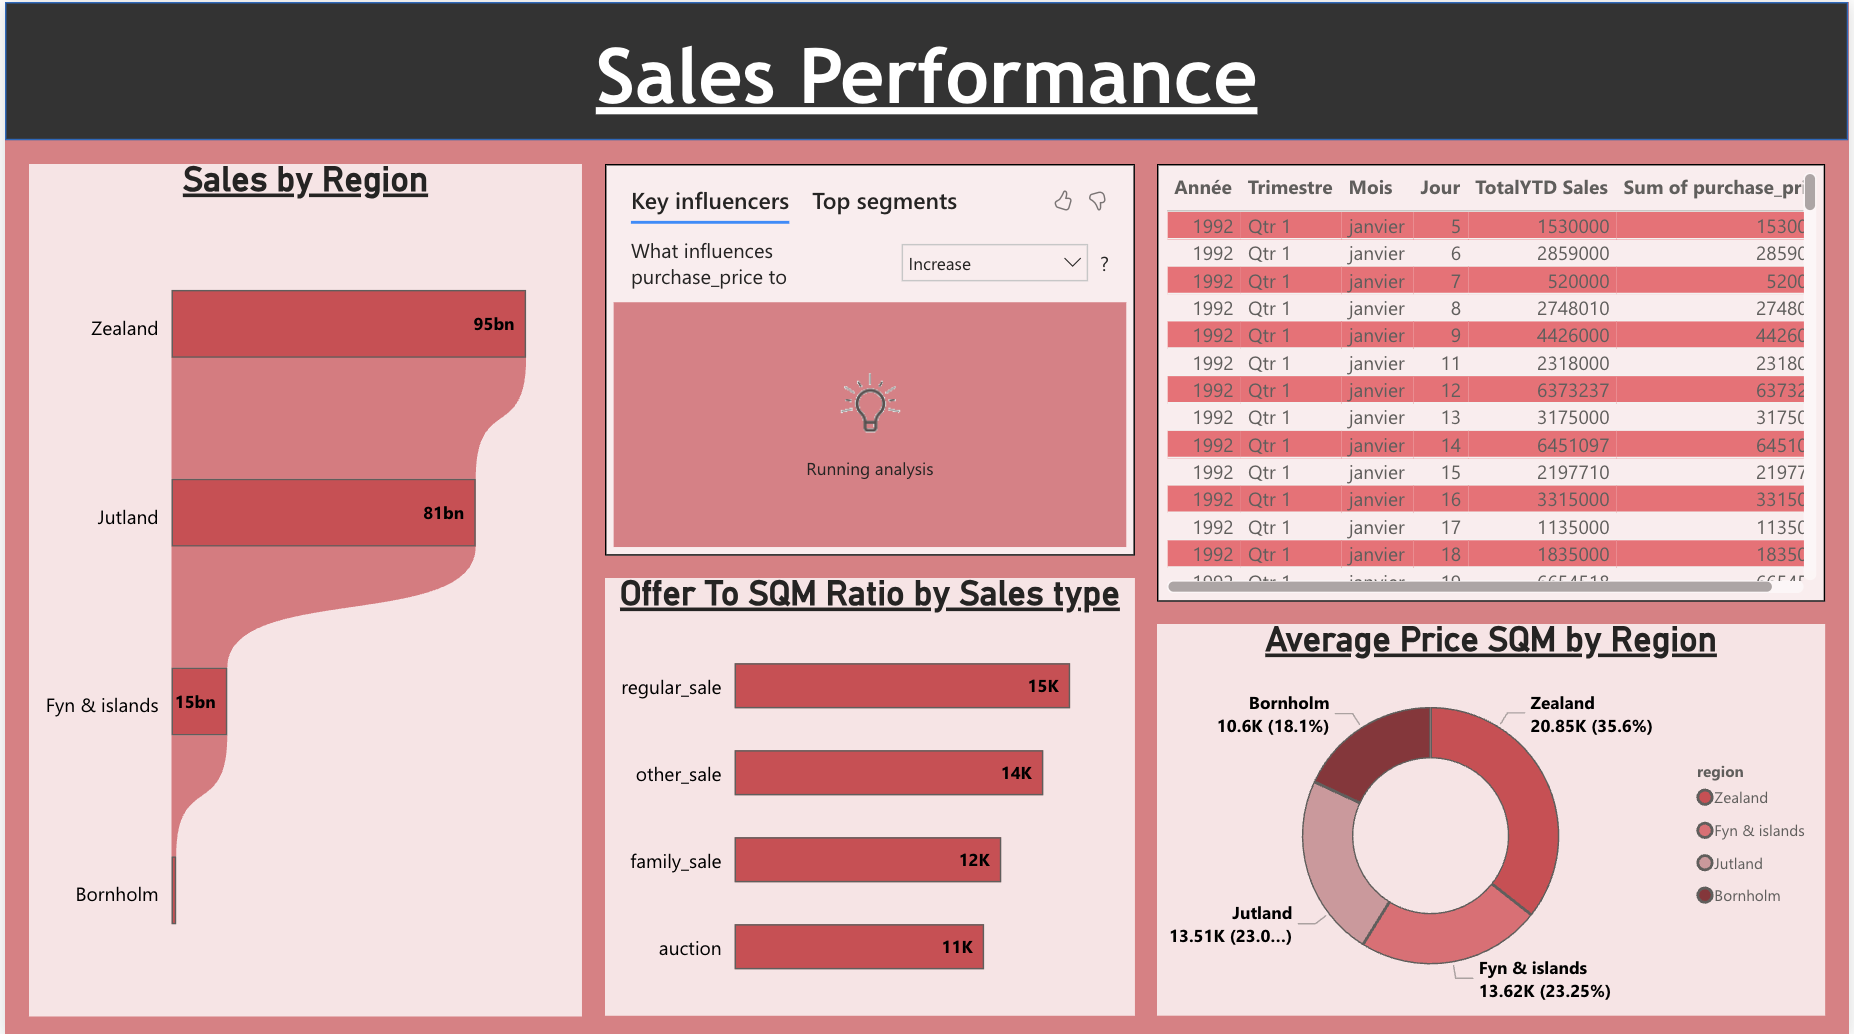 Sales Performance
Sales by Region
Zealand
95bn
Jutland
81bn
Fyn & islands
15bn
Bornholm
Key influencers Top segments
What influences
purchase_price to
Increase
?
Running analysis
Offer To SQM Ratio by Sales type
regular_sale
15K
other_sale
14K
family_sale
12K
auction
11K
Année Trimestre Mois Jour TotalYTD Sales Sum of purchase_pri
1992 Qtr 1 janvier 5 1530000 15300
1992 Qtr 1 janvier 6 2859000 28590
1992 Qtr 1 janvier 7 520000 5200
1992 Qtr 1 janvier 8 2748010 27480
1992 Qtr 1 janvier 9 4426000 44260
1992 Qtr 1 janvier 11 2318000 23180
1992 Qtr 1 janvier 12 6373237 63732
1992 Qtr 1 janvier 13 3175000 31750
1992 Qtr 1 janvier 14 6451097 64510
1992 Qtr 1 janvier 15 2197710 21977
1992 Qtr 1 janvier 16 3315000 33150
1992 Qtr 1 janvier 17 1135000 11350
1992 Qtr 1 janvier 18 1835000 18350
Average Price SQM by Region
Bornholm
10.6K (18.1%)
Zealand
20.85K (35.6%)
Jutland
13.51K (23.0...)
Fyn & islands
13.62K (23.25%)
region
Zealand
Fyn & islands
Jutland
Bornholm